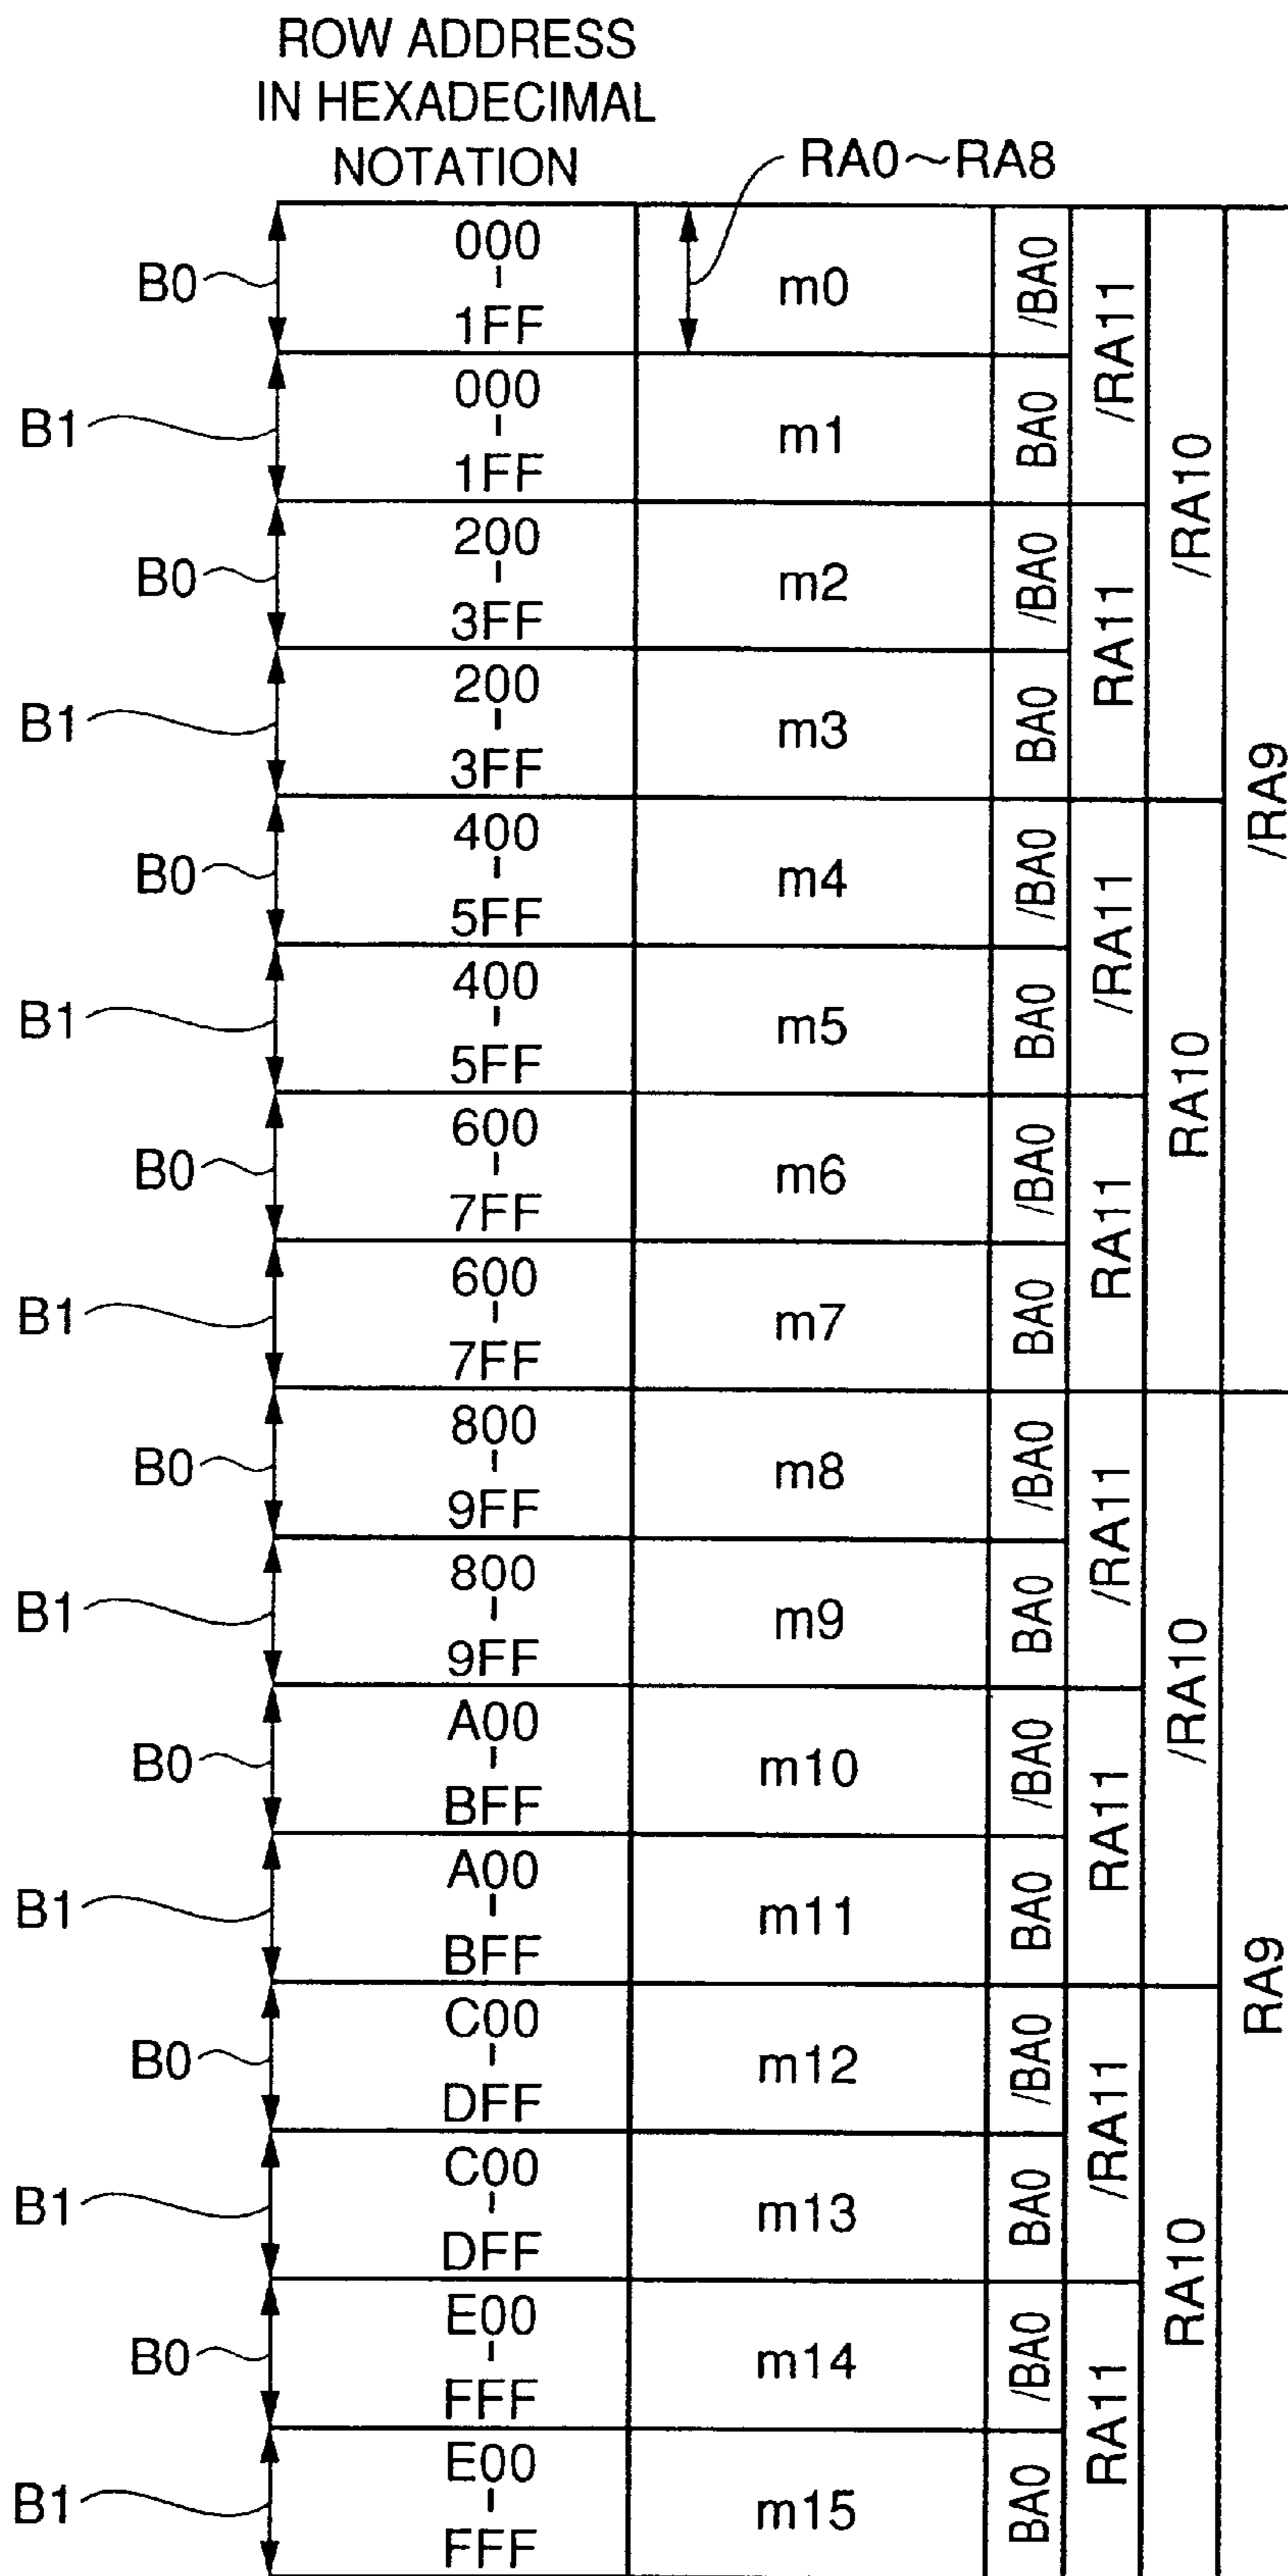 ROW ADDRESS
IN HEXADECIMAL
NOTATION
RA0~RA8
B0 000 - 1FF m0 /BA0 /RA11 /RA10 /RA9
B1 000 - 1FF m1 BA0
B0 200 - 3FF m2 /BA0 RA11
B1 200 - 3FF m3 BA0
B0 400 - 5FF m4 /BA0 /RA11 RA10
B1 400 - 5FF m5 BA0
B0 600 - 7FF m6 /BA0 RA11
B1 600 - 7FF m7 BA0
B0 800 - 9FF m8 /BA0 /RA11 /RA10 RA9
B1 800 - 9FF m9 BA0
B0 A00 - BFF m10 /BA0 RA11
B1 A00 - BFF m11 BA0
B0 C00 - DFF m12 /BA0 /RA11 RA10
B1 C00 - DFF m13 BA0
B0 E00 - FFF m14 /BA0 RA11
B1 E00 - FFF m15 BA0